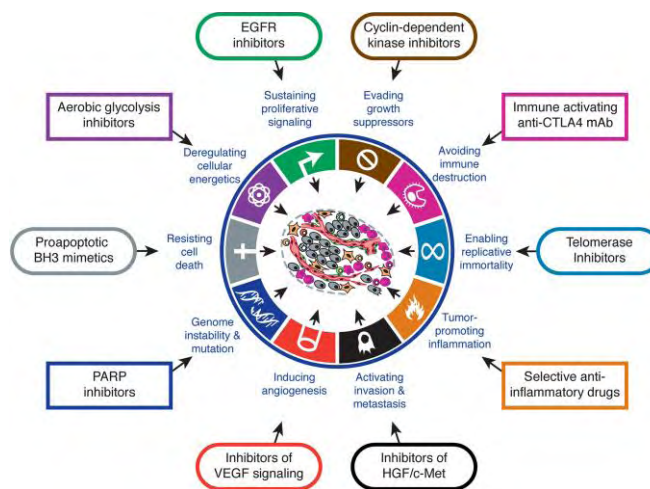 EGFR
inhibitors
Cyclin-dependent
kinase inhibitors
Sustaining
proliferative
signaling
Evading
growth
suppressors
Aerobic glycolysis
inhibitors
Immune activating
anti-CTLA4 mAb
Deregulating
cellular
energetics
Avoiding
immune
destruction
Proapoptotic
BH3 mimetics
Resisting
cell
death
Enabling
replicative
immortality
Telomerase
Inhibitors
Genome
instability &
mutation
Tumor-
promoting
inflammation
PARP
inhibitors
Inducing
angiogenesis
Activating
invasion &
metastasis
Selective anti-
inflammatory drugs
Inhibitors of
VEGF signaling
Inhibitors of
HGF/c-Met